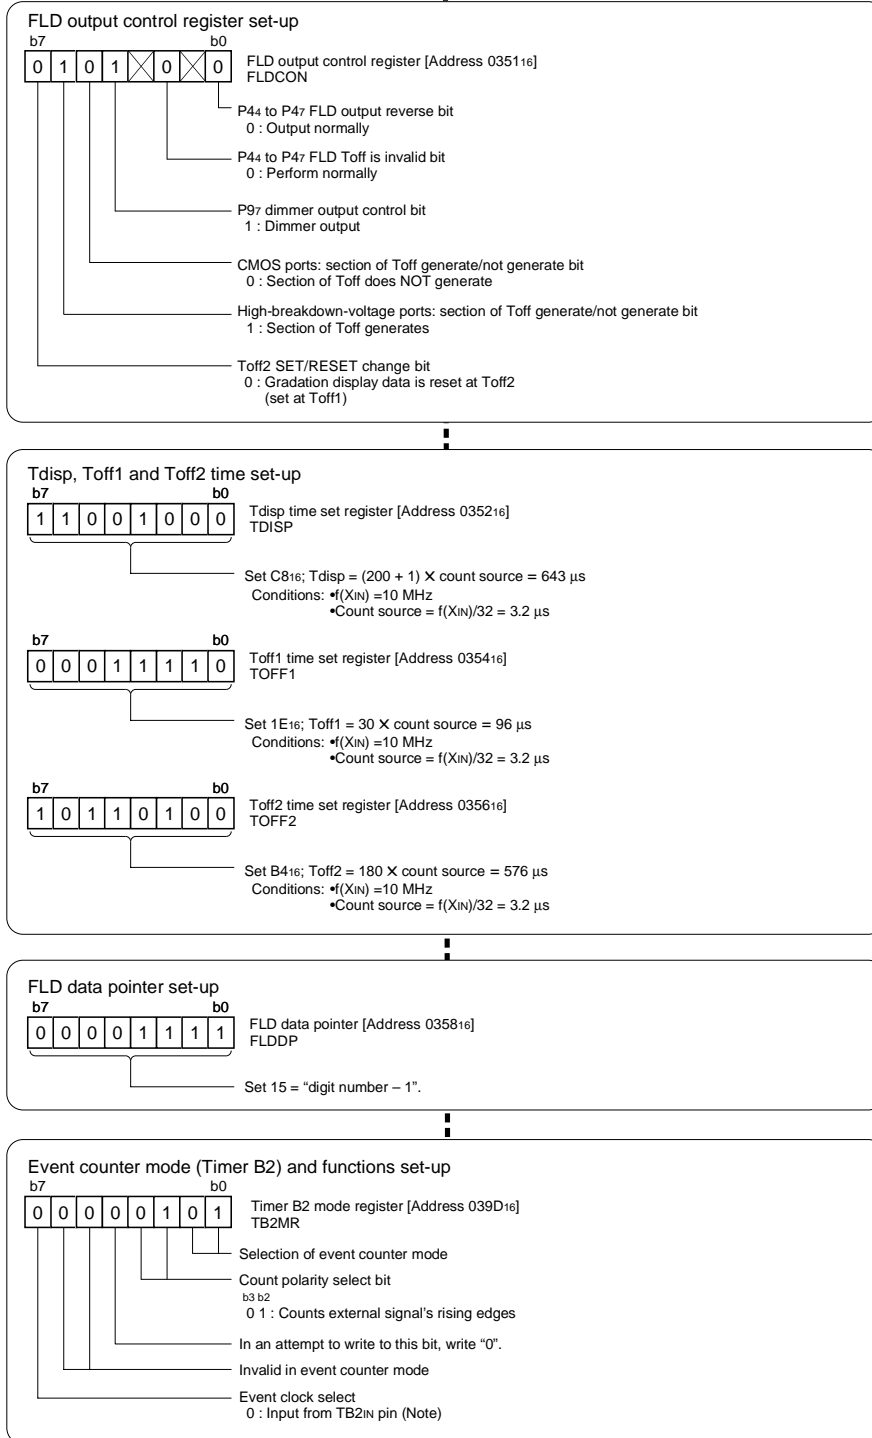 FLD output control register set-up
b7 b0
0 1 0 1 0 0
FLD output control register [Address 035116]
FLDCON
P44 to P47 FLD output reverse bit
0 : Output normally
P44 to P47 FLD Toff is invalid bit
0 : Perform normally
P97 dimmer output control bit
1 : Dimmer output
CMOS ports: section of Toff generate/not generate bit
0 : Section of Toff does NOT generate
High-breakdown-voltage ports: section of Toff generate/not generate bit
1 : Section of Toff generates
Toff2 SET/RESET change bit
0 : Gradation display data is reset at Toff2
(set at Toff1)
Tdisp, Toff1 and Toff2 time set-up
b7 b0
1 1 0 0 1 0 0 0
Tdisp time set register [Address 035216]
TDISP
Set C816; Tdisp = (200 + 1) X count source = 643 µs
Conditions: •f(XIN) =10 MHz
•Count source = f(XIN)/32 = 3.2 µs
b7 b0
0 0 0 1 1 1 1 0
Toff1 time set register [Address 035416]
TOFF1
Set 1E16; Toff1 = 30 X count source = 96 µs
Conditions: •f(XIN) =10 MHz
•Count source = f(XIN)/32 = 3.2 µs
b7 b0
1 0 1 1 0 1 0 0
Toff2 time set register [Address 035616]
TOFF2
Set B416; Toff2 = 180 X count source = 576 µs
Conditions: •f(XIN) =10 MHz
•Count source = f(XIN)/32 = 3.2 µs
FLD data pointer set-up
b7 b0
0 0 0 0 1 1 1 1
FLD data pointer [Address 035816]
FLDDP
Set 15 = “digit number – 1”.
Event counter mode (Timer B2) and functions set-up
b7 b0
0 0 0 0 0 1 0 1
Timer B2 mode register [Address 039D16]
TB2MR
Selection of event counter mode
Count polarity select bit
b3 b2
0 1 : Counts external signal’s rising edges
In an attempt to write to this bit, write “0”.
Invalid in event counter mode
Event clock select
0 : Input from TB2IN pin (Note)